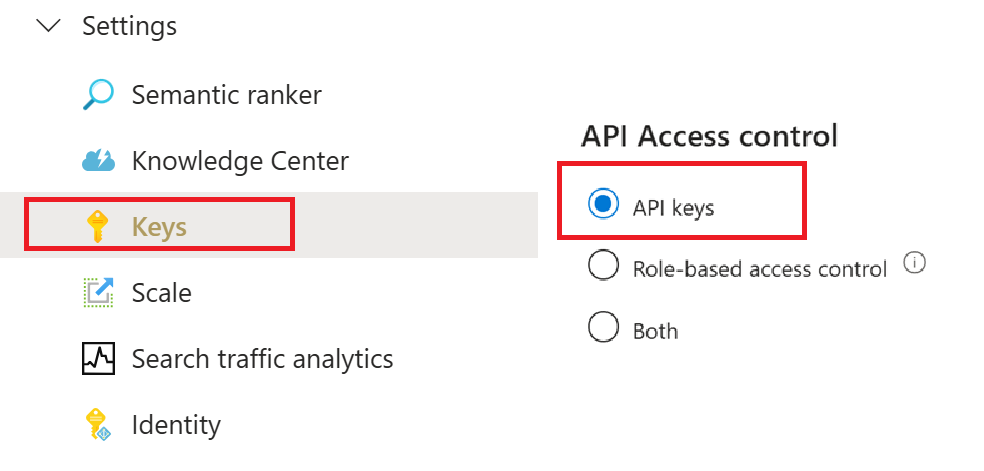 Settings
Semantic ranker
Knowledge Center
Keys
Scale
Search traffic analytics
Identity
API Access control
API keys
Role-based access control
Both